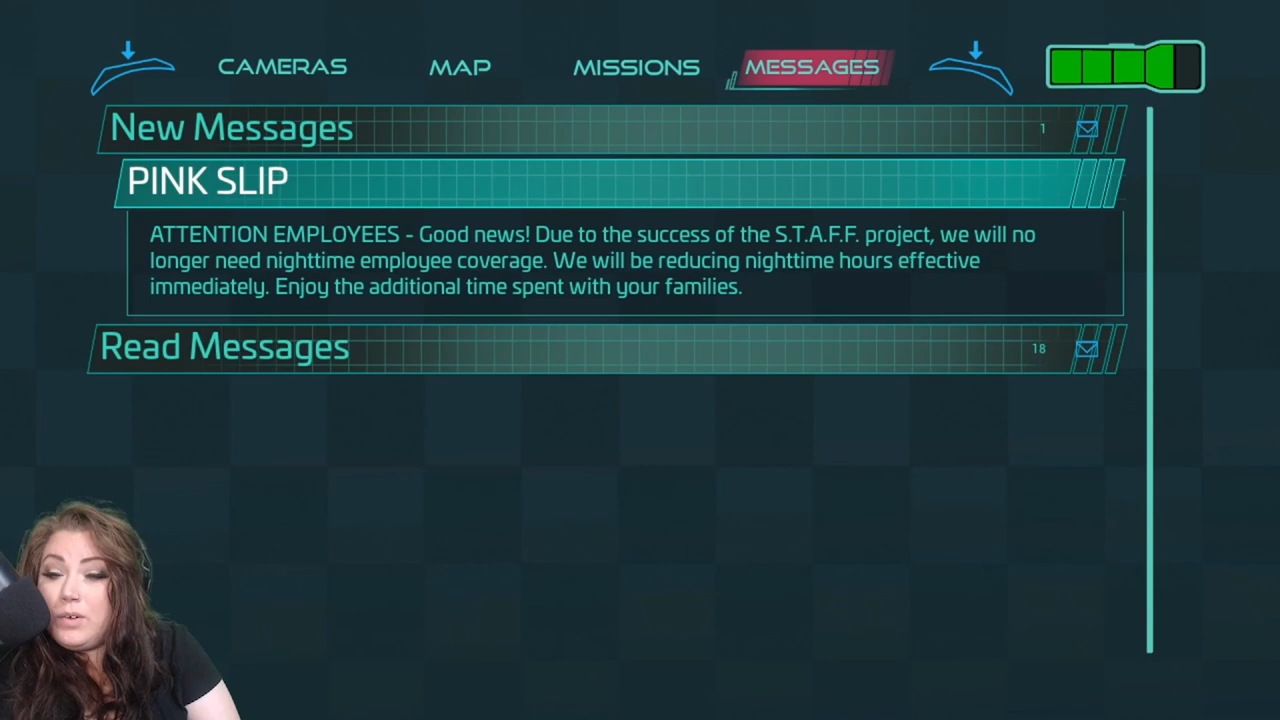 CAMERAS
MAP
MISSIONS
MESSAGES
New Messages
1
PINK SLIP
ATTENTION EMPLOYEES - Good news! Due to the success of the S.T.A.F.F. project, we will no
longer need nighttime employee coverage. We will be reducing nighttime hours effective
immediately. Enjoy the additional time spent with your families.
Read Messages
18